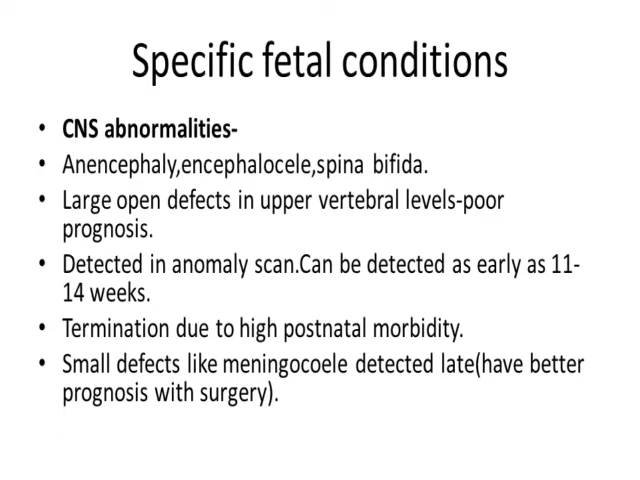 Specific fetal conditions
• CNS abnormalities-
• Anencephaly,encephalocele,spina bifida.
• Large open defects in upper vertebral levels-poor
prognosis.
• Detected in anomaly scan.Can be detected as early as 11-
14 weeks.
• Termination due to high postnatal morbidity.
• Small defects like meningocoele detected late(have better
prognosis with surgery).